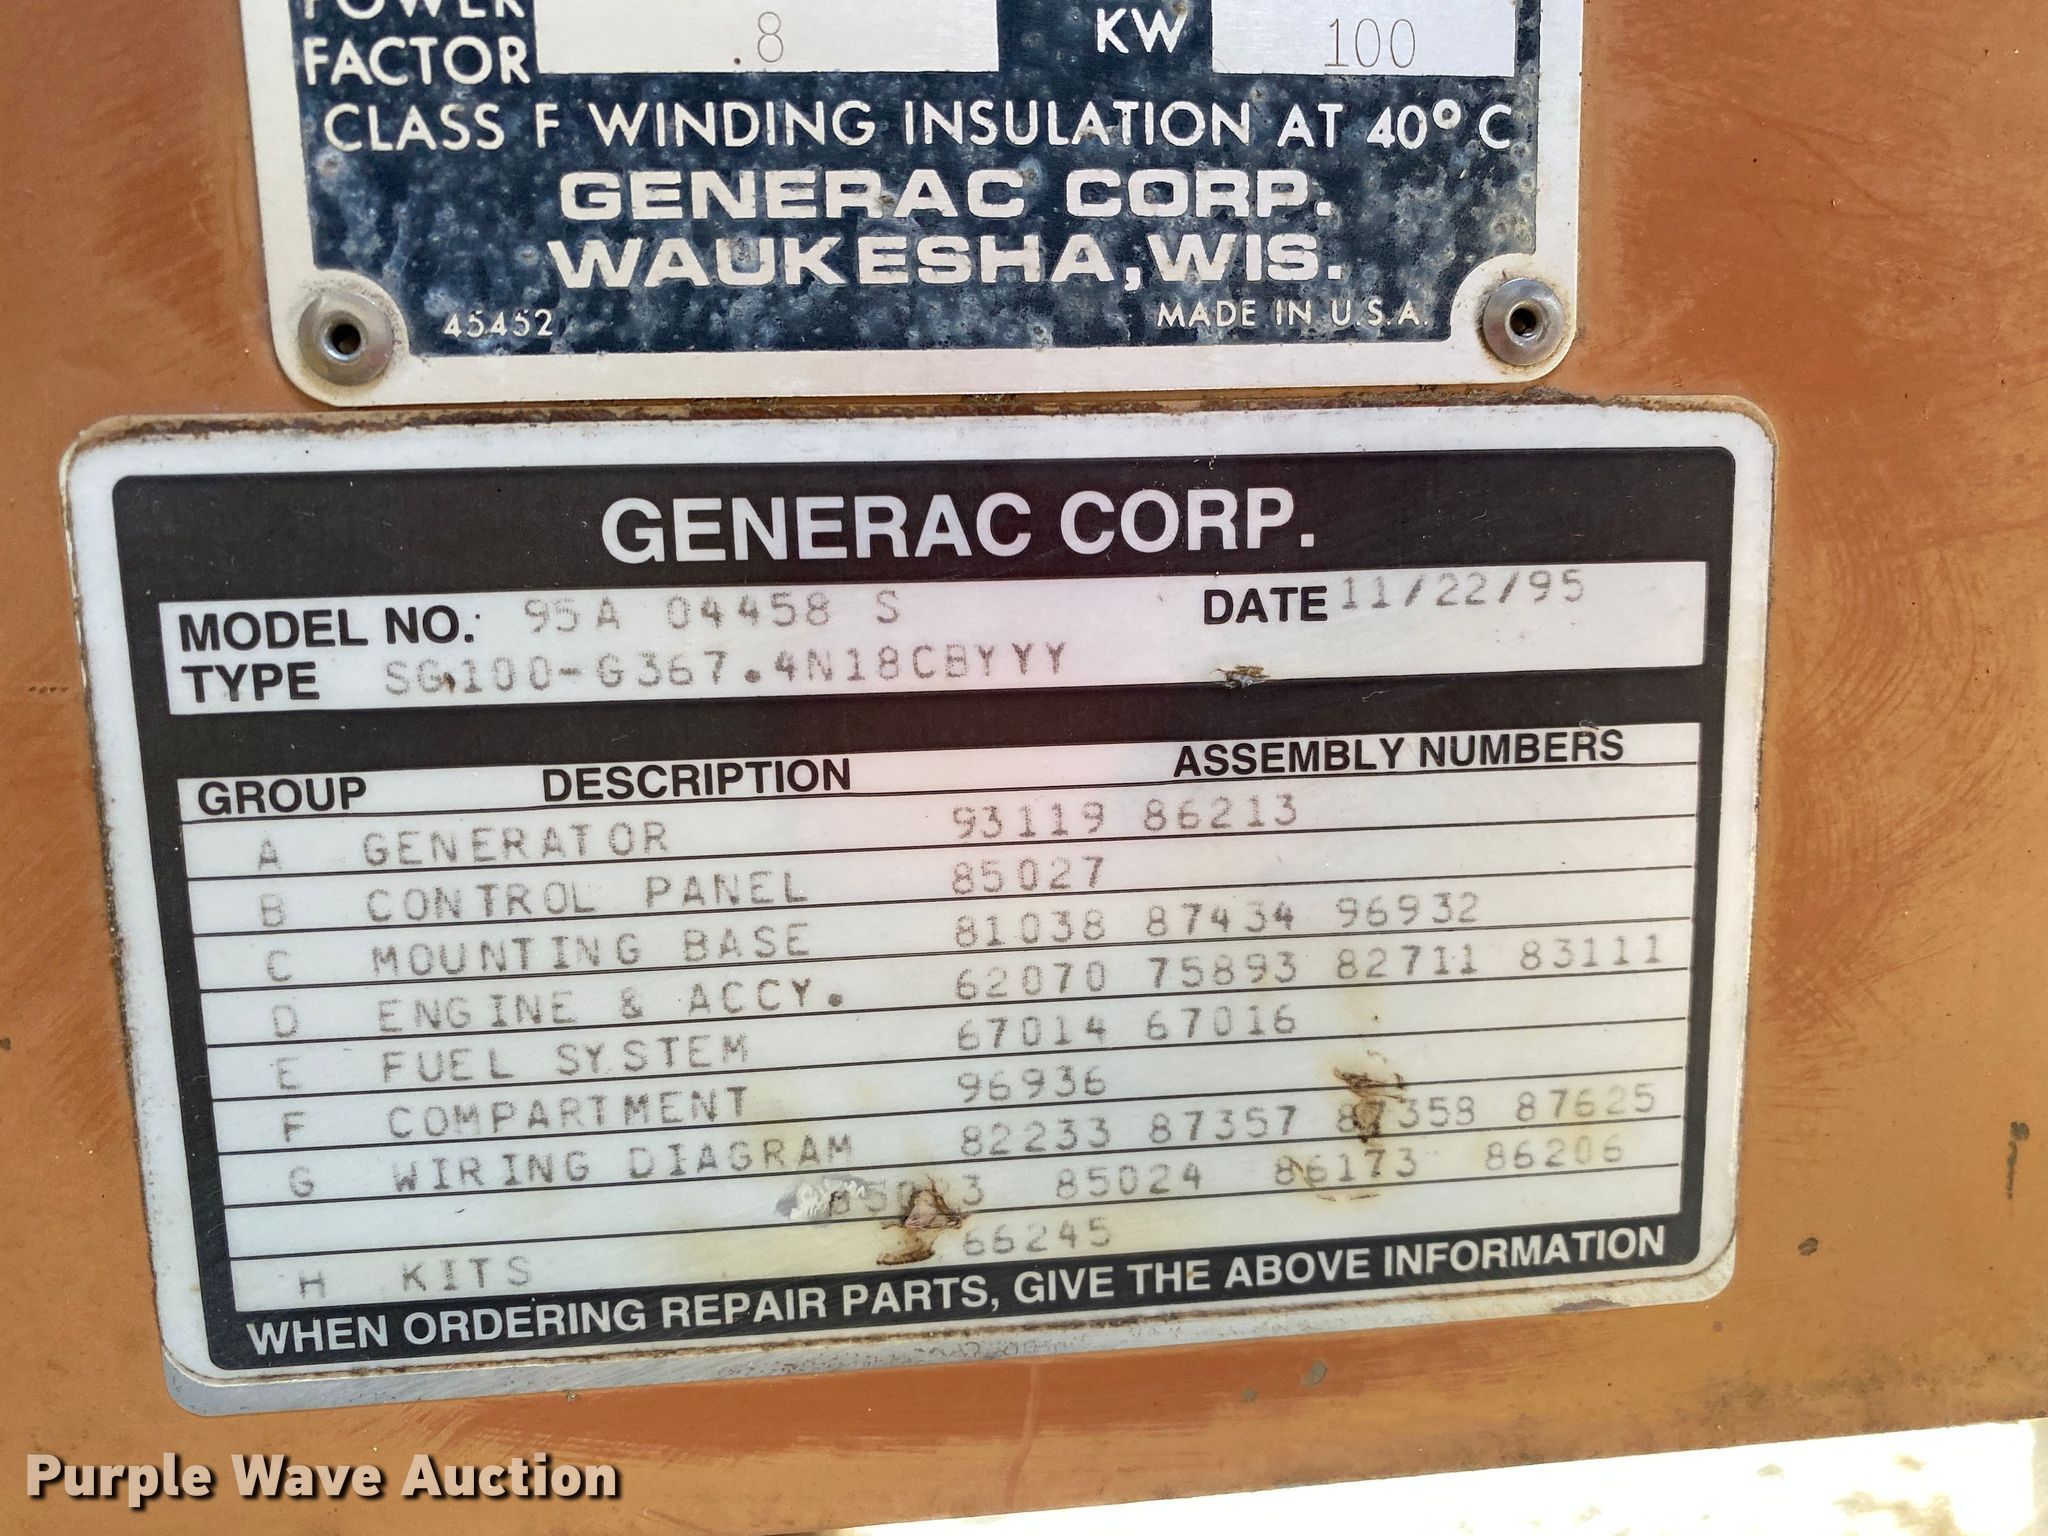 POWER
FACTOR .8 KW 100
CLASS F WINDING INSULATION AT 40° C
GENERAC CORP.
WAUKESHA, WIS.
45452 MADE IN U.S.A.
GENERAC CORP.
MODEL NO. 95A 04458 S DATE 11/22/95
TYPE SG100-G367.4N18CBYYY
GROUP DESCRIPTION ASSEMBLY NUMBERS
A GENERATOR 93119 86213
B CONTROL PANEL 85027
C MOUNTING BASE 81038 87434 96932
D ENGINE & ACCY. 62070 75893 82711 83111
E FUEL SYSTEM 67014 67016
F COMPARTMENT 96936
G WIRING DIAGRAM 82233 87357 87358 87625
85024 86173 86206
H KITS 66245
WHEN ORDERING REPAIR PARTS, GIVE THE ABOVE INFORMATION
Purple Wave Auction